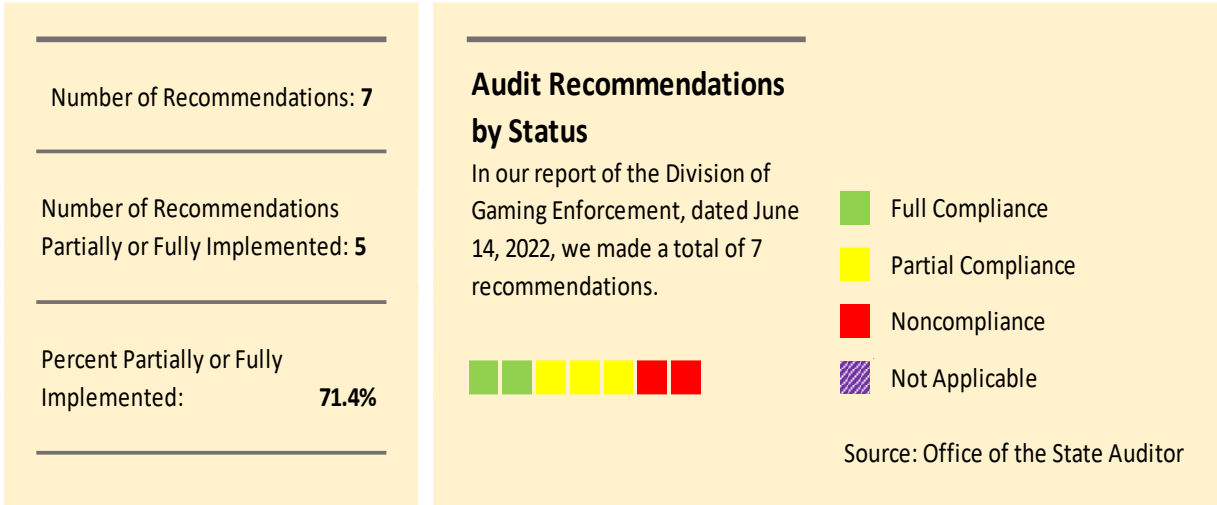 Number of Recommendations: 7
Number of Recommendations
Partially or Fully Implemented: 5
Percent Partially or Fully
Implemented: 71.4%
Audit Recommendations
by Status
In our report of the Division of
Gaming Enforcement, dated June
14, 2022, we made a total of 7
recommendations.
Full Compliance
Partial Compliance
Noncompliance
Not Applicable
Source: Office of the State Auditor